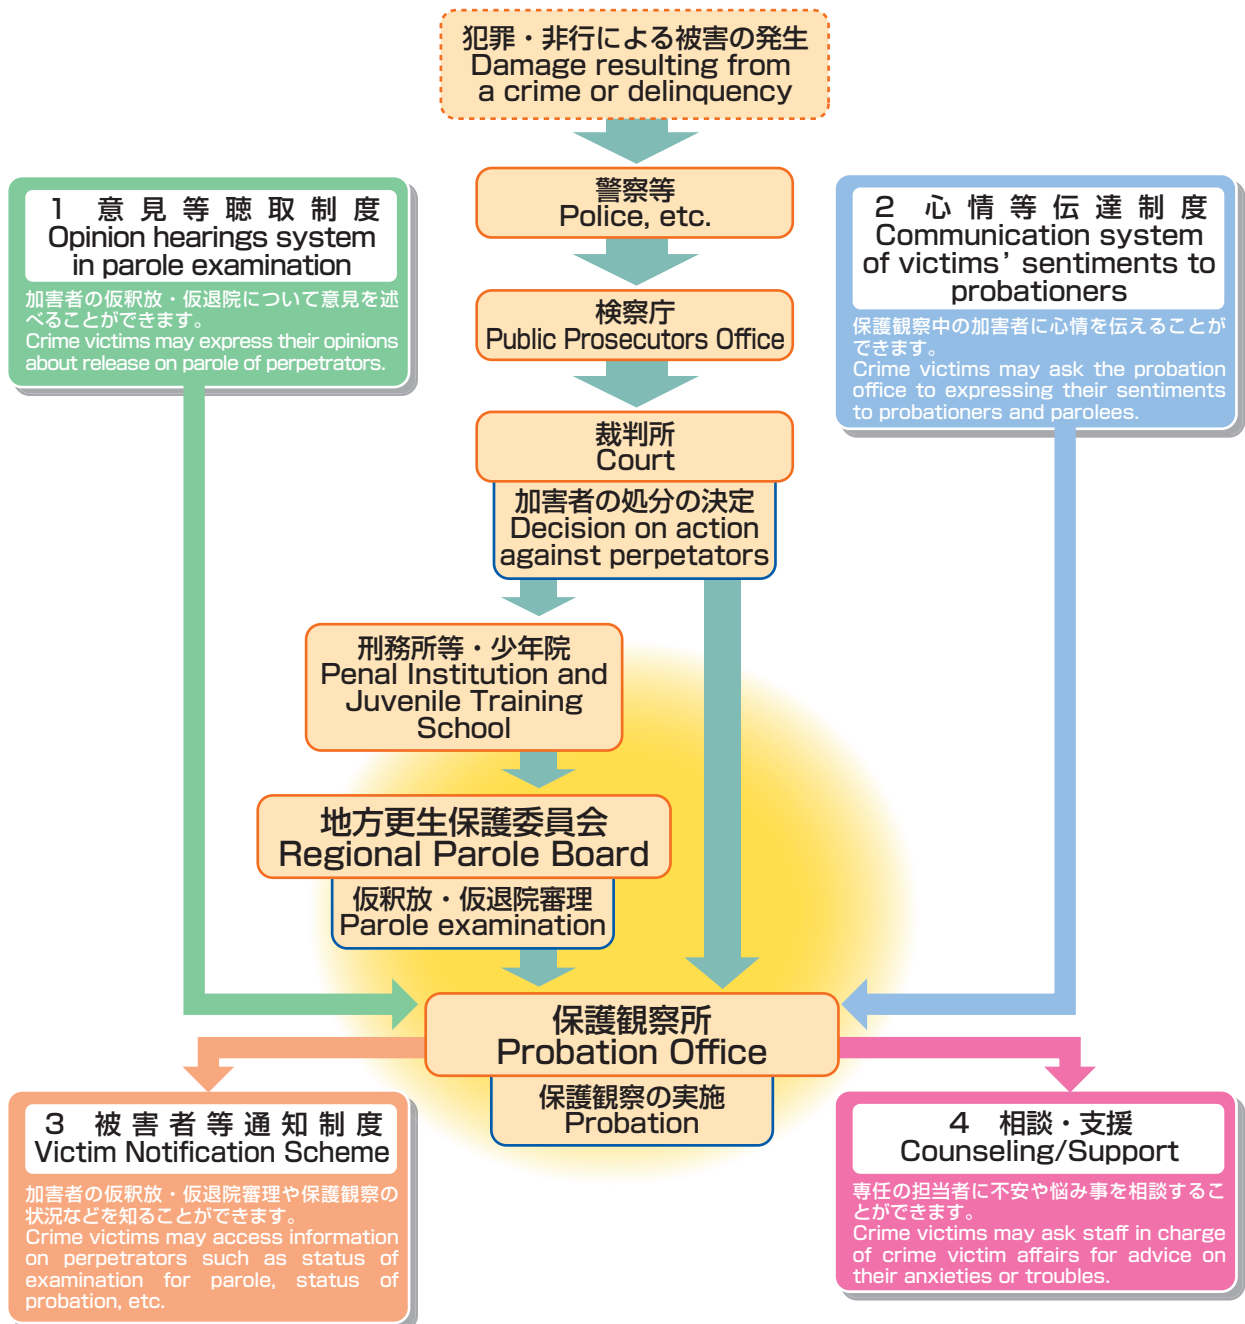 犯罪・非行による被害の発生
Damage resulting from
a crime or delinquency
警察等
Police, etc.
検察庁
Public Prosecutors Office
裁判所
Court
加害者の処分の決定
Decision on action
against perpetators
1 意見等聴取制度
Opinion hearings system
in parole examination
加害者の仮釈放・仮退院について意見を述
べることができます。
Crime victims may express their opinions
about release on parole of perpetrators.
2 心情等伝達制度
Communication system
of victims’ sentiments to
probationers
保護観察中の加害者に心情を伝えることが
できます。
Crime victims may ask the probation
office to expressing their sentiments
to probationers and parolees.
刑務所等・少年院
Penal Institution and
Juvenile Training
School
地方更生保護委員会
Regional Parole Board
仮釈放・仮退院審理
Parole examination
保護観察所
Probation Office
保護観察の実施
Probation
3 被害者等通知制度
Victim Notification Scheme
加害者の仮釈放・仮退院審理や保護観察の
状況などを知ることができます。
Crime victims may access information
on perpetrators such as status of
examination for parole, status of
probation, etc.
4 相談・支援
Counseling/Support
専任の担当者に不安や悩み事を相談するこ
とができます。
Crime victims may ask staff in charge
of crime victim affairs for advice on
their anxieties or troubles.